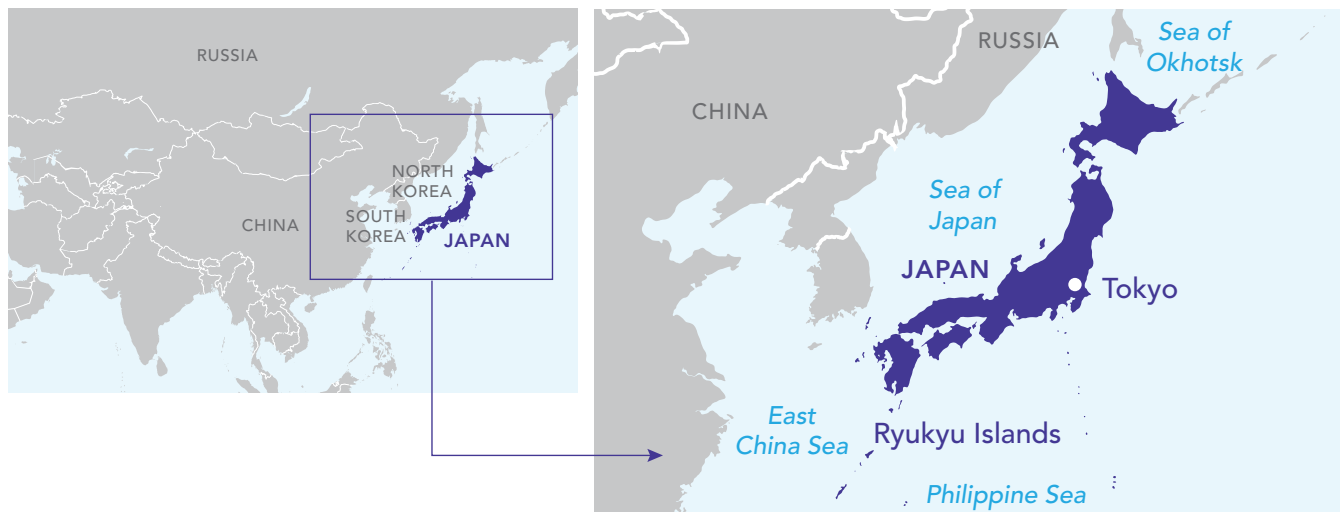 RUSSIA
NORTH
KOREA
CHINA
SOUTH
KOREA
JAPAN
RUSSIA
Sea of
Okhotsk
CHINA
Sea of
Japan
JAPAN
Tokyo
East
China Sea
Ryukyu Islands
Philippine Sea